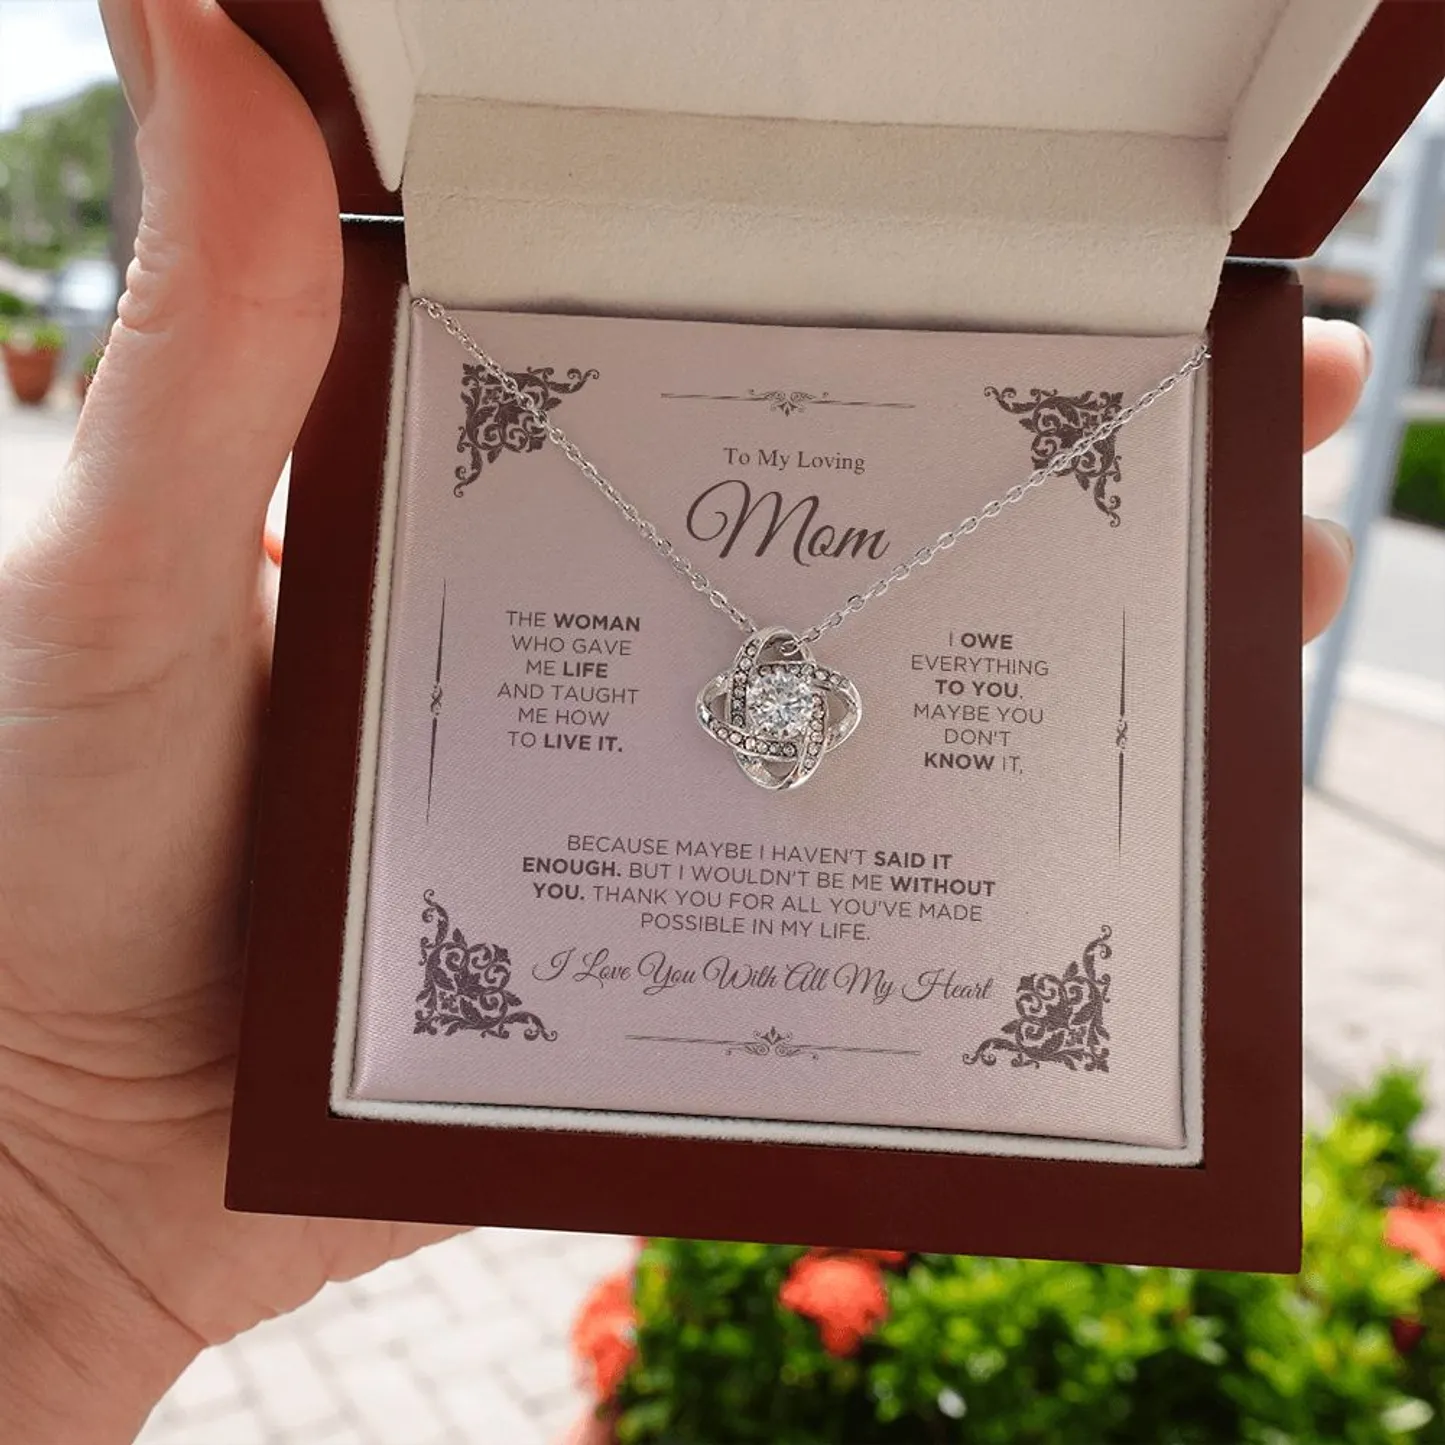 To My Loving
Mom
THE WOMAN
WHO GAVE
ME LIFE
AND TAUGHT
ME HOW
TO LIVE IT.
I OWE
EVERYTHING
TO YOU.
MAYBE YOU
DON'T
KNOW IT,
BECAUSE MAYBE I HAVEN'T SAID IT
ENOUGH. BUT I WOULDN'T BE ME WITHOUT
YOU. THANK YOU FOR ALL YOU'VE MADE
POSSIBLE IN MY LIFE.
I Love You With All My Heart